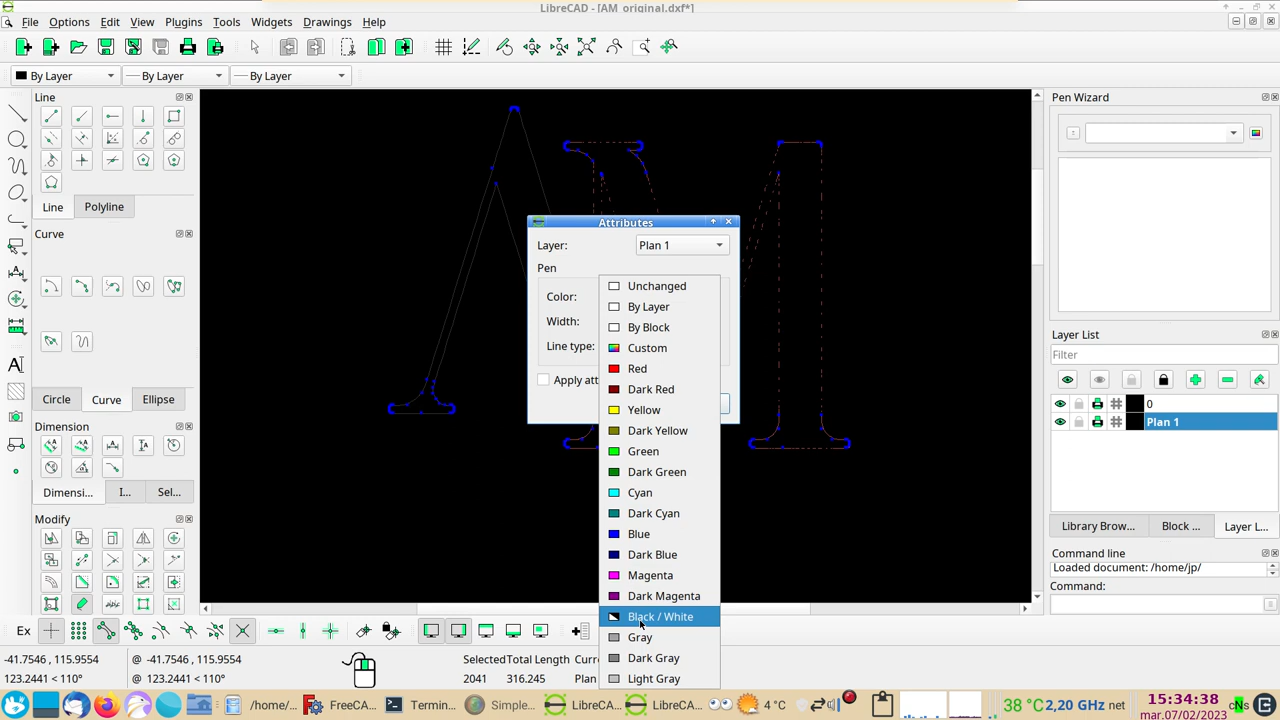 LibreCAD - [AM_original.dxf*]
File Options Edit View Plugins Tools Widgets Drawings Help
By Layer By Layer By Layer
Line
Line Polyline
Curve
Circle Curve Ellipse
Dimension
Dimensi... I... Sel...
Modify
Attributes
Layer: Plan 1
Pen
Color:
Width:
Line type:
Apply att
Unchanged
By Layer
By Block
Custom
Red
Dark Red
Yellow
Dark Yellow
Green
Dark Green
Cyan
Dark Cyan
Blue
Dark Blue
Magenta
Dark Magenta
Black / White
Gray
Dark Gray
Light Gray
Pen Wizard
Layer List
Filter
0
Plan 1
Library Brow... Block ... Layer L...
Command line
Loaded document: /home/jp/
Command:
Ex
-41.7546 , 115.9554 @ -41.7546 , 115.9554 Selected Total Length Curr
123.2441 < 110° @ 123.2441 < 110° 2041 316.245 Plan
/home/... FreeCA... Termin... Simple... LibreCA... LibreCA... 4 °C 38 °C 2,20 GHz net 15:34:38
mar.07/02/2023 cNs